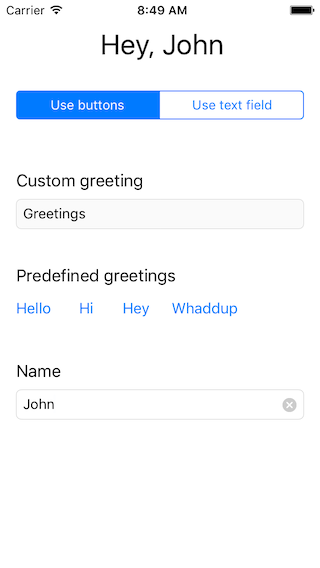 Carrier 8:49 AM
Hey, John
Use buttons Use text field
Custom greeting
Greetings
Predefined greetings
Hello Hi Hey Whaddup
Name
John